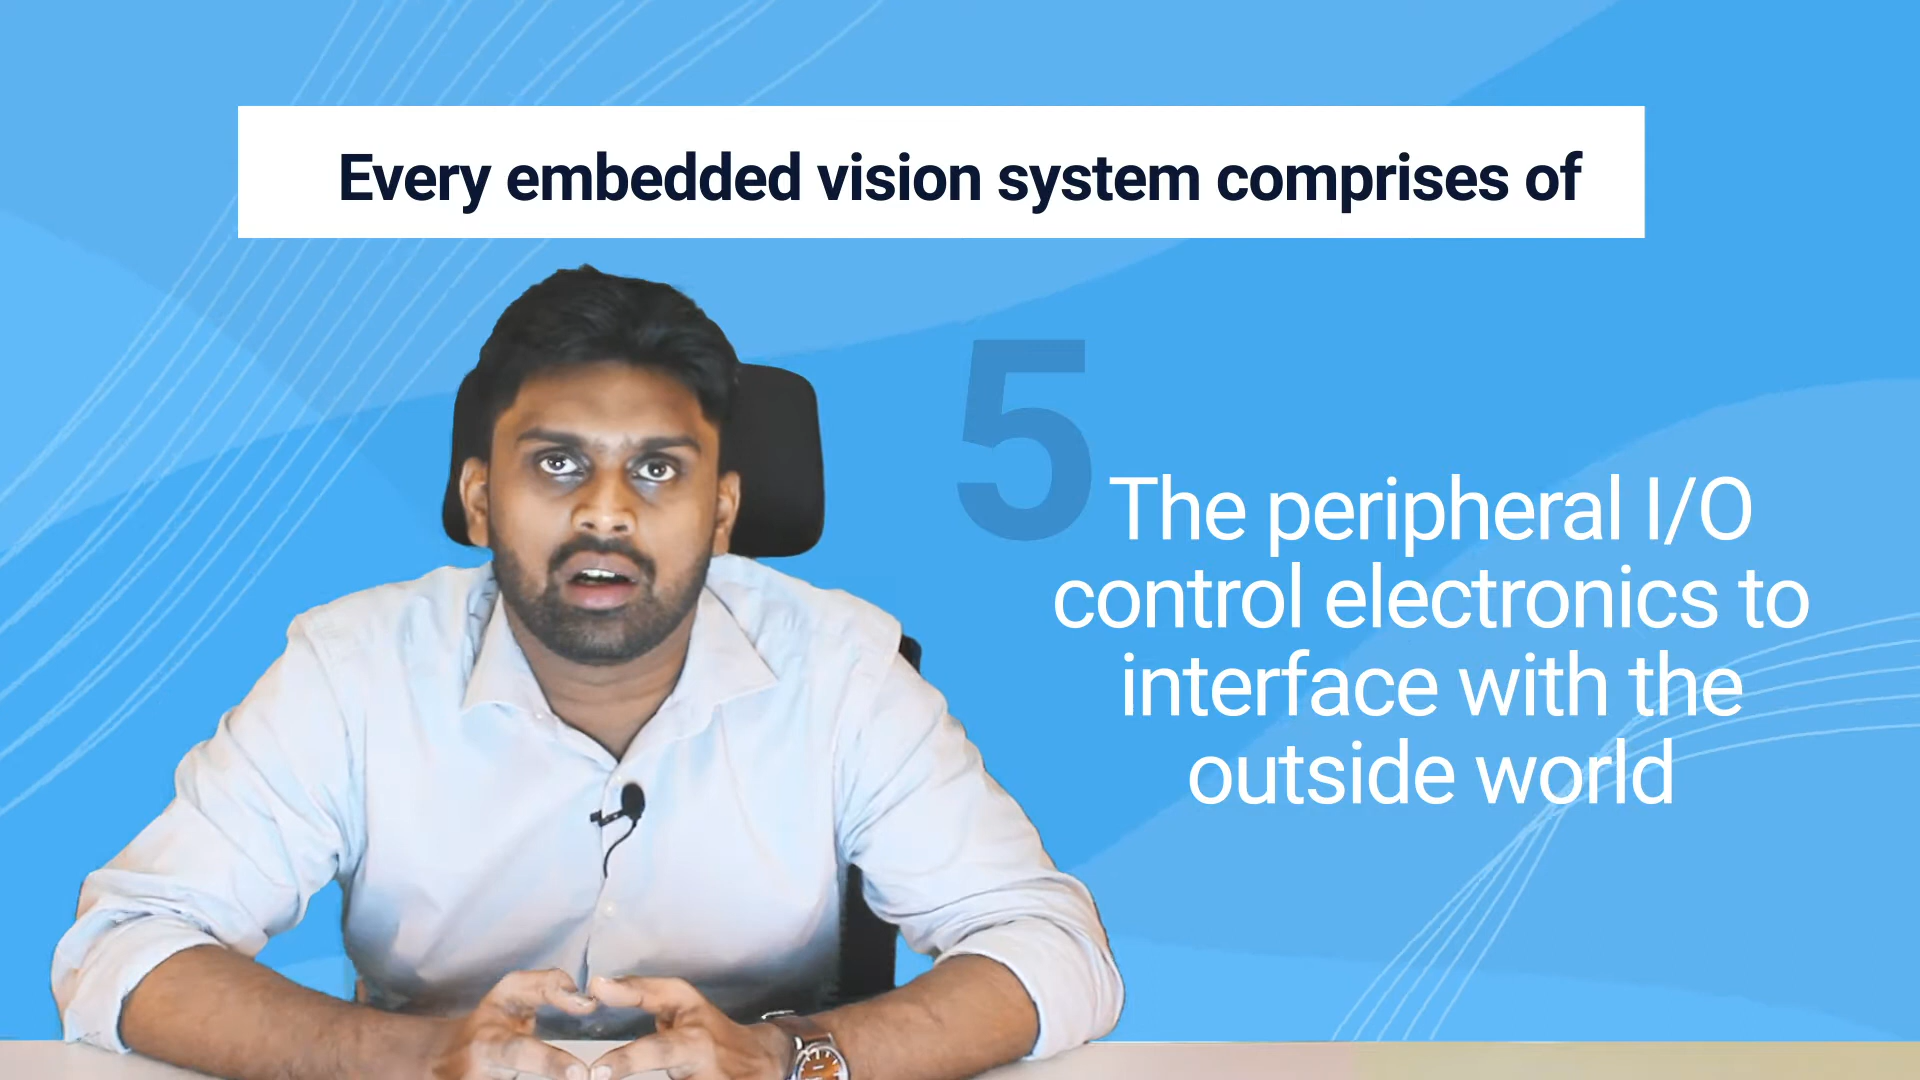 Every embedded vision system comprises of
5
The peripheral I/O
control electronics to
interface with the
outside world